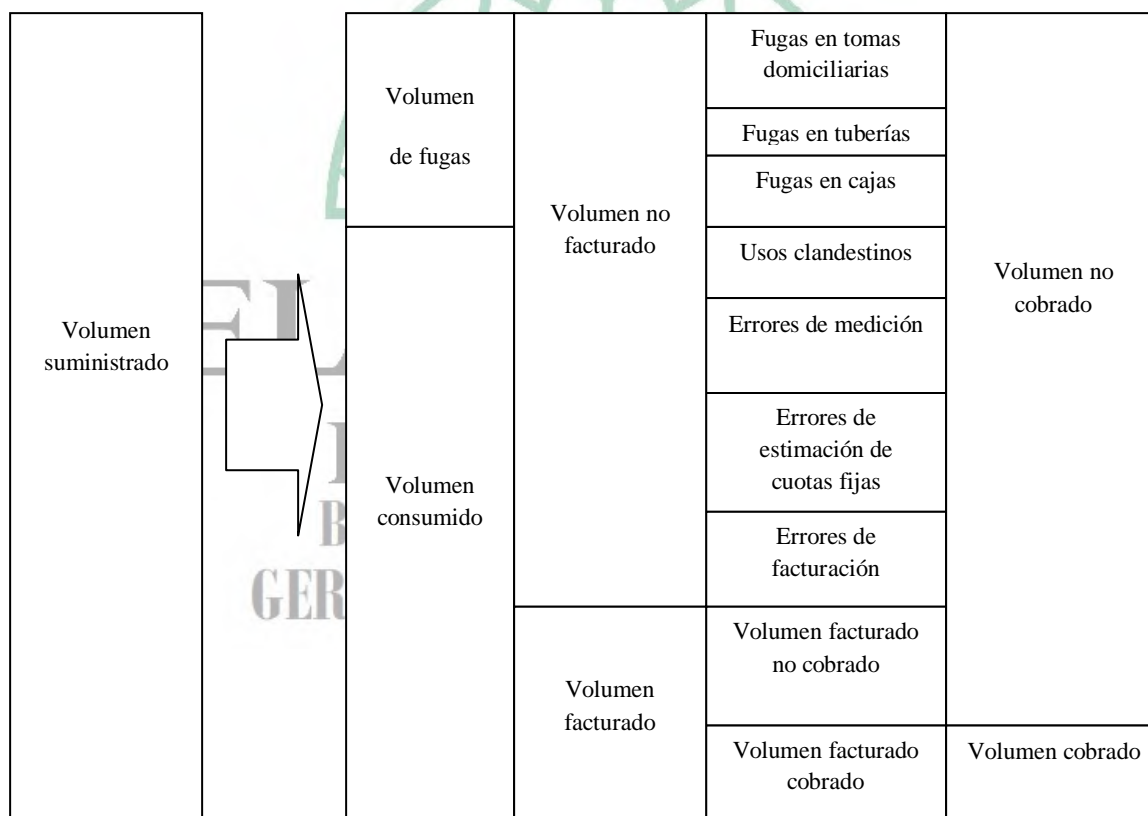 Volumen
suministrado
Volumen
de fugas
Volumen
consumido
Volumen no
facturado
Volumen
facturado
Fugas en tomas
domiciliarias
Fugas en tuberías
Fugas en cajas
Usos clandestinos
Errores de medición
Errores de
estimación de
cuotas fijas
Errores de
facturación
Volumen facturado
no cobrado
Volumen facturado
cobrado
Volumen no
cobrado
Volumen cobrado